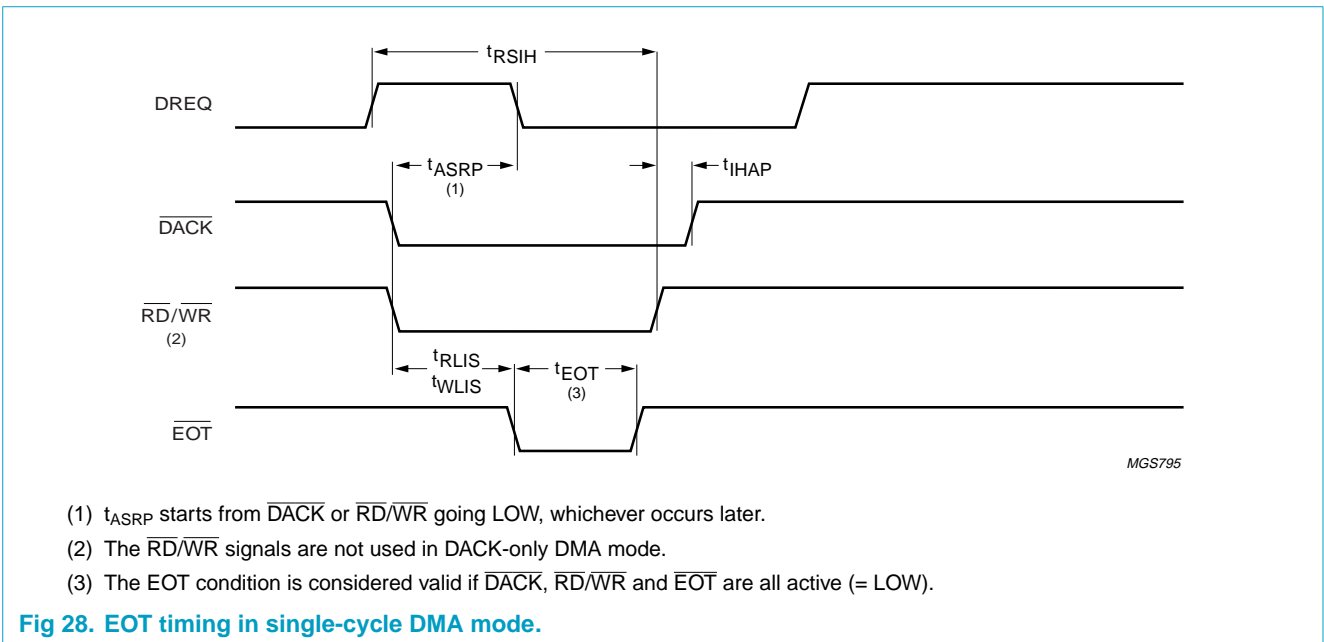 tRSIH
DREQ
tASRP
(1)
tIHAP
DACK
RD/WR
(2)
tRLIS
tWLIS
tEOT
(3)
EOT
MGS795
(1) tASRP starts from DACK or RD/WR going LOW, whichever occurs later.
(2) The RD/WR signals are not used in DACK-only DMA mode.
(3) The EOT condition is considered valid if DACK, RD/WR and EOT are all active (= LOW).
Fig 28. EOT timing in single-cycle DMA mode.